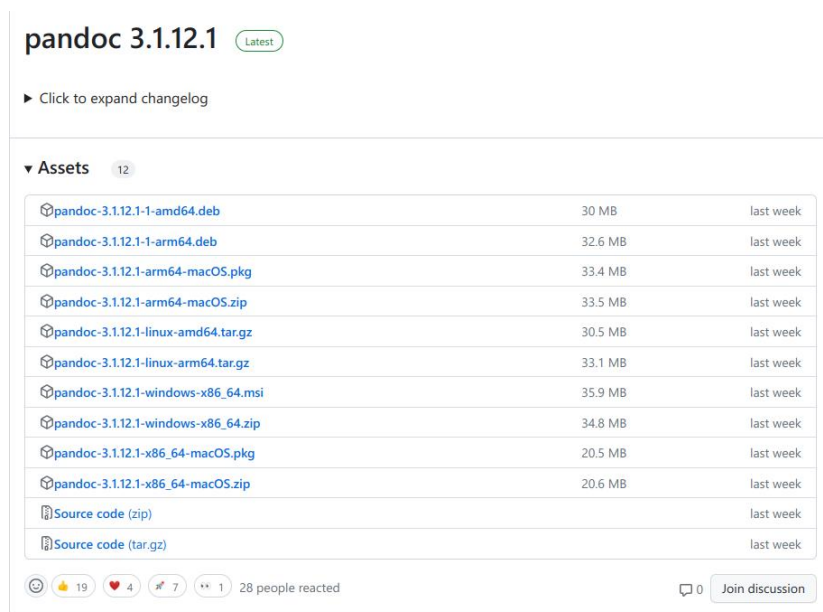 pandoc 3.1.12.1 Latest
Click to expand changelog
Assets 12
pandoc-3.1.12.1-1-amd64.deb 30 MB last week
pandoc-3.1.12.1-1-arm64.deb 32.6 MB last week
pandoc-3.1.12.1-arm64-macOS.pkg 33.4 MB last week
pandoc-3.1.12.1-arm64-macOS.zip 33.5 MB last week
pandoc-3.1.12.1-linux-amd64.tar.gz 30.5 MB last week
pandoc-3.1.12.1-linux-arm64.tar.gz 33.1 MB last week
pandoc-3.1.12.1-windows-x86_64.msi 35.9 MB last week
pandoc-3.1.12.1-windows-x86_64.zip 34.8 MB last week
pandoc-3.1.12.1-x86_64-macOS.pkg 20.5 MB last week
pandoc-3.1.12.1-x86_64-macOS.zip 20.6 MB last week
Source code (zip) last week
Source code (tar.gz) last week
19 4 7 1 28 people reacted 0 Join discussion